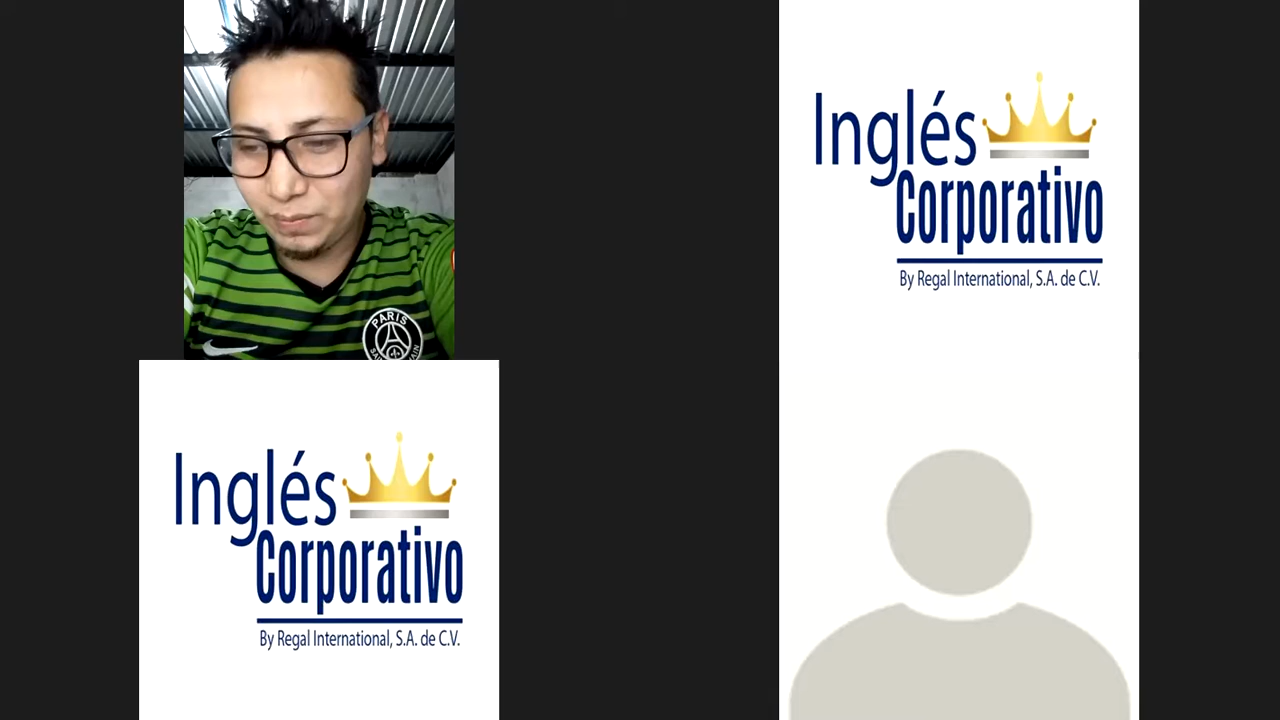 Inglés
Corporativo
By Regal International, S.A. de C.V.
PARIS
Inglés
Corporativo
By Regal International, S.A. de C.V.